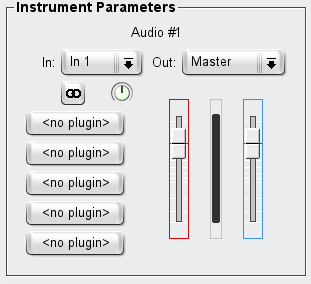 Instrument Parameters
Audio #1
In: In 1 Out: Master
<no plugin>
<no plugin>
<no plugin>
<no plugin>
<no plugin>